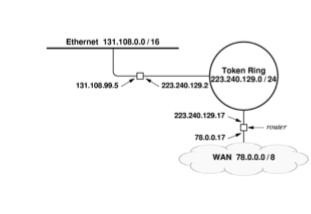 Ethernet 131.108.0.0 / 16
Token Ring
223.240.129.0 / 24
131.108.99.5
223.240.129.2
223.240.129.17
router
78.0.0.17
WAN 78.0.0.0 / 8